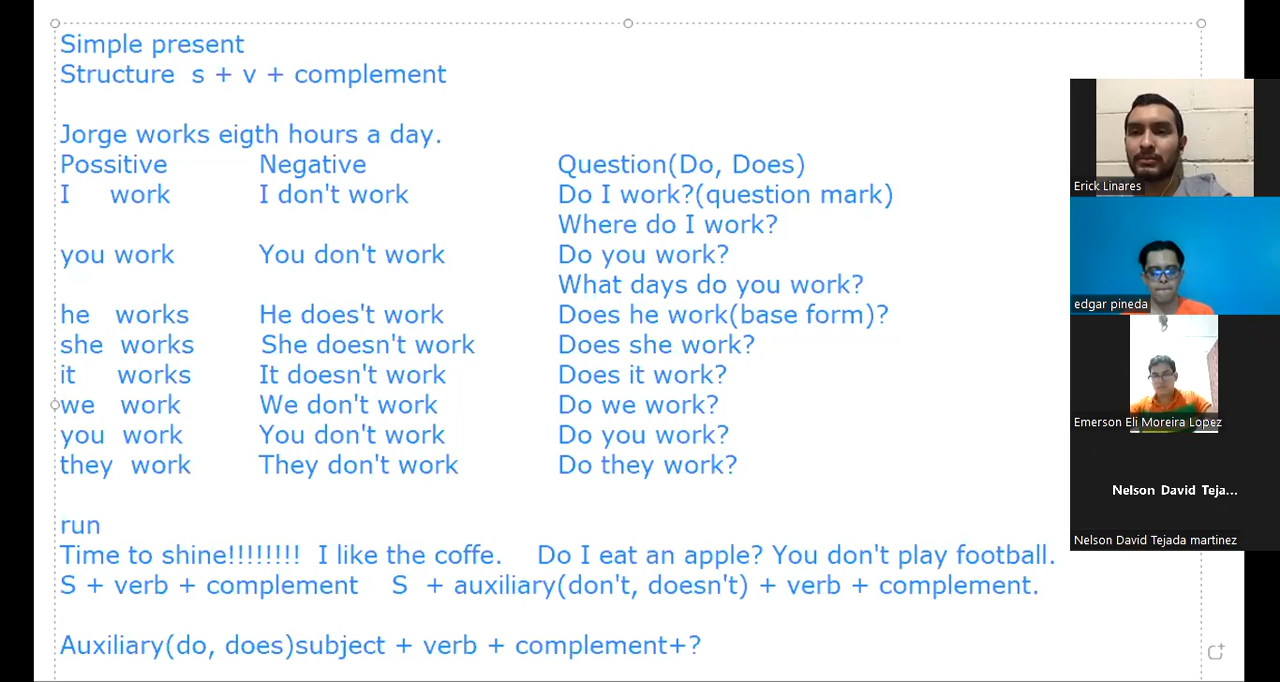 Simple present
Structure s + v + complement
Jorge works eigth hours a day.
Possitive Negative Question(Do, Does)
I work I don't work Do I work?(question mark)
Where do I work?
you work You don't work Do you work?
What days do you work?
he works He does't work Does he work(base form)?
she works She doesn't work Does she work?
it works It doesn't work Does it work?
we work We don't work Do we work?
you work You don't work Do you work?
they work They don't work Do they work?
run
Time to shine!!!!!!!! I like the coffe. Do I eat an apple? You don't play football.
S + verb + complement S + auxiliary(don't, doesn't) + verb + complement.
Auxiliary(do, does)subject + verb + complement+?
Erick Linares
edgar pineda
Emerson Eli Moreira Lopez
Nelson David Teja...
Nelson David Tejada martinez